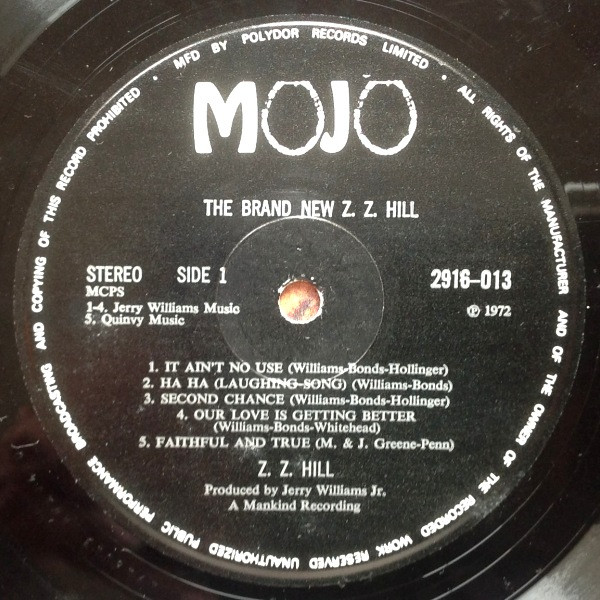 MFD BY POLYDOR RECORDS LIMITED • ALL RIGHTS OF THE MANUFACTURER AND OF THE OWNER OF THE RECORDED WORK RESERVED UNAUTHORIZED PUBLIC PERFORMANCE BROADCASTING AND COPYING OF THIS RECORD PROHIBITED •
MOJO
THE BRAND NEW Z. Z. HILL
STEREO SIDE 1 2916-013
MCPS
1-4. Jerry Williams Music ℗ 1972
5. Quinvy Music
1. IT AIN'T NO USE (Williams-Bonds-Hollinger)
2. HA HA (LAUGHING SONG) (Williams-Bonds)
3. SECOND CHANCE (Williams-Bonds-Hollinger)
4. OUR LOVE IS GETTING BETTER
(Williams-Bonds-Whitehead)
5. FAITHFUL AND TRUE (M. & J. Greene-Penn)
Z. Z. HILL
Produced by Jerry Williams Jr.
A Mankind Recording